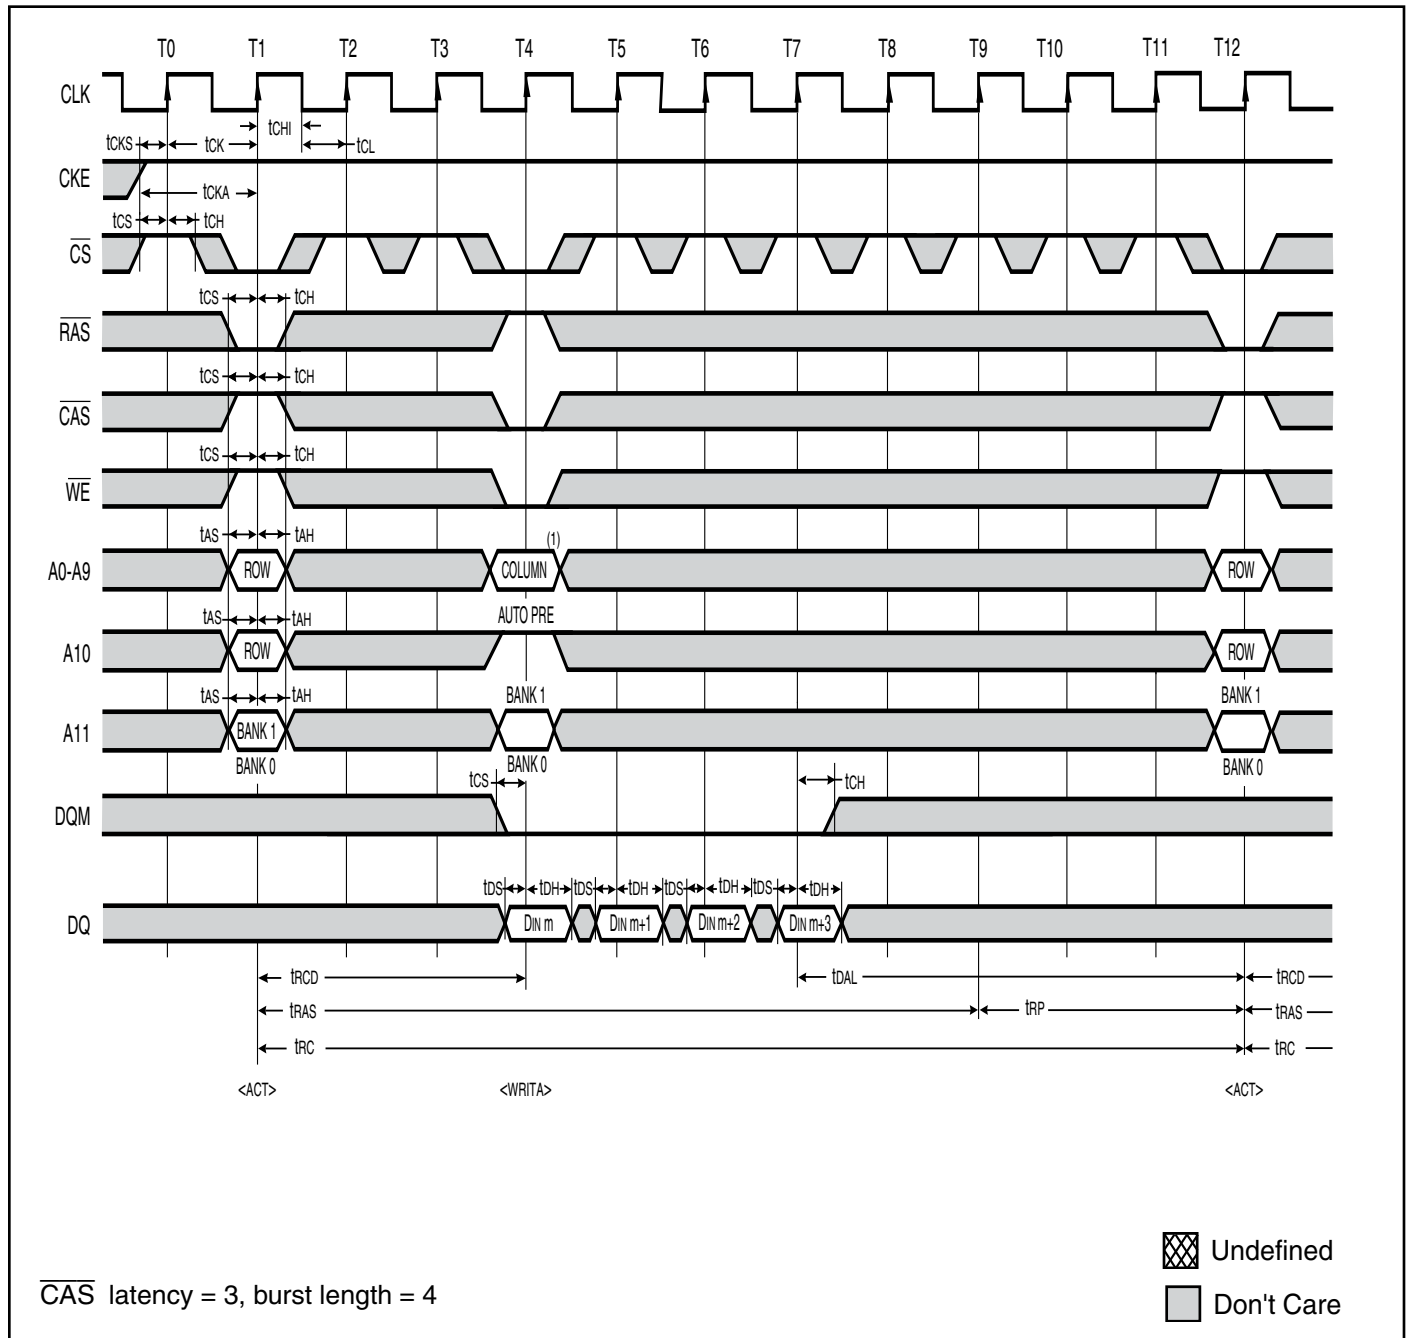 T0 T1 T2 T3 T4 T5 T6 T7 T8 T9 T10 T11 T12
CLK
tCHI
tCKS tCK tCL
CKE
tCKA
tCS tCH
CS
tCS tCH
RAS
tCS tCH
CAS
tCS tCH
WE
tAS tAH (1)
A0-A9 ROW COLUMN ROW
tAS tAH AUTO PRE
A10 ROW ROW
tAS tAH BANK 1 BANK 1
A11 BANK 1
BANK 0 BANK 0 BANK 0
tCS tCH
DQM
tDS tDH tDS tDH tDS tDH tDS tDH
DQ DIN m DIN m+1 DIN m+2 DIN m+3
tRCD tDAL tRCD
tRAS tRP tRAS
tRC tRC
<ACT> <WRITA> <ACT>
Undefined
CAS latency = 3, burst length = 4
Don't Care